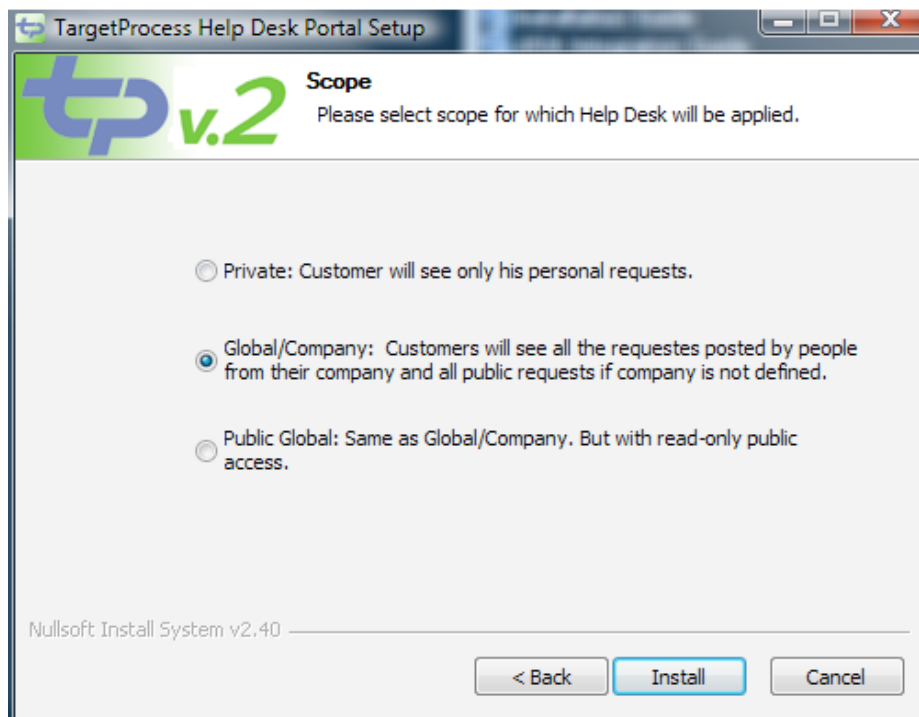 TargetProcess Help Desk Portal Setup
tp v.2
Scope
Please select scope for which Help Desk will be applied.
Private: Customer will see only his personal requests.
Global/Company:  Customers will see all the requestes posted by people
from their company and all public requests if company is not defined.
Public Global: Same as Global/Company. But with read-only public
access.
Nullsoft Install System v2.40
< Back
Install
Cancel